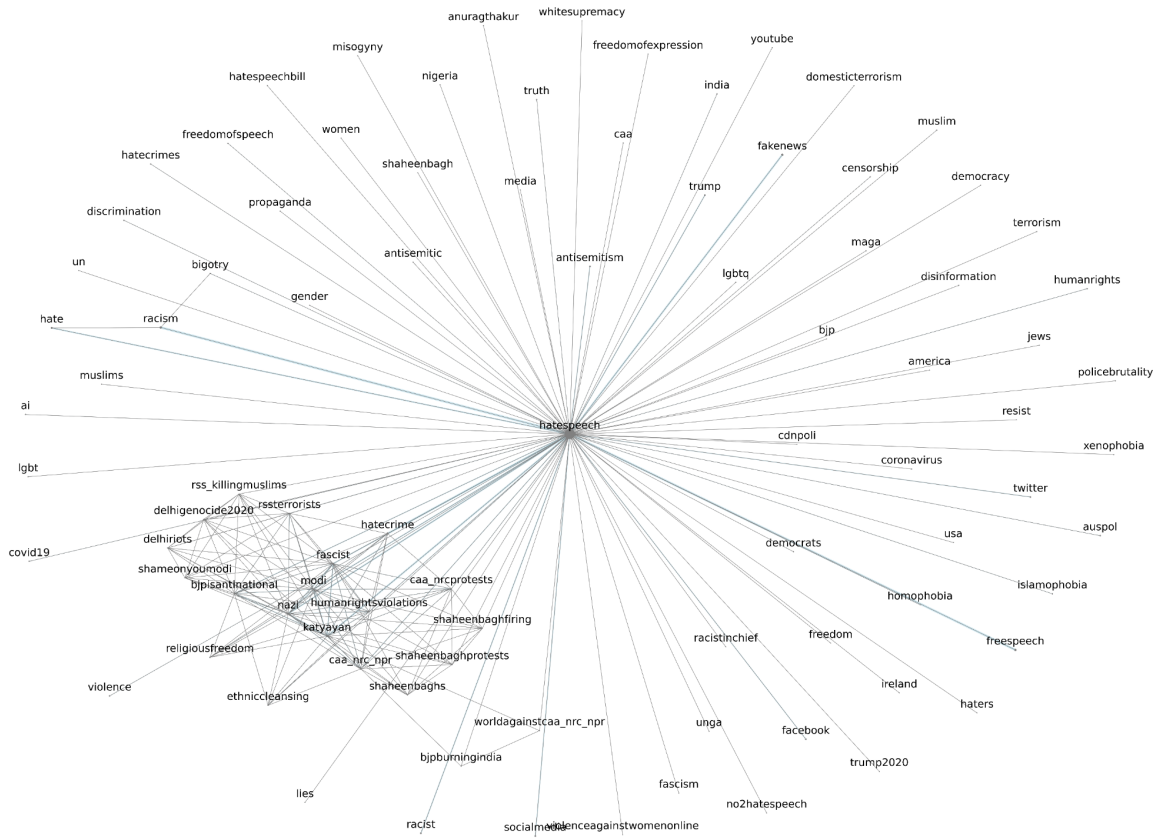 whitesupremacy
anuragthakur
youtube
freedomofexpression
misogyny
hatespeechbill
nigeria
domesticterrorism
india
truth
muslim
women
freedomofspeech
caa
fakenews
hatecrimes
shaheenbagh
censorship
media
democracy
trump
propaganda
discrimination
terrorism
maga
antisemitic
antisemitism
un
bigotry
lgbtq
disinformation
humanrights
gender
hate
racism
bjp
jews
america
muslims
policebrutality
ai
resist
hatespeech
cdnpoli
xenophobia
coronavirus
lgbt
rss_killingmuslims
twitter
rssterrorists
delhigenocide2020
hatecrime
auspol
usa
delhiriots
democrats
covid19
fascist
shameonyoumodi
modi
caa_nrcprotests
bjpisantinational
islamophobia
homophobia
nazi
humanrightsviolations
shaheenbaghfiring
katyayan
freedom
racistinchief
freespeech
religiousfreedom
caa_nrc_npr
shaheenbaghprotests
violence
shaheenbaghs
ireland
ethniccleansing
haters
worldagainstcaa_nrc_npr
unga
facebook
bjpburningindia
trump2020
fascism
lies
no2hatespeech
racist
socialmedia
violenceagainstwomenonline